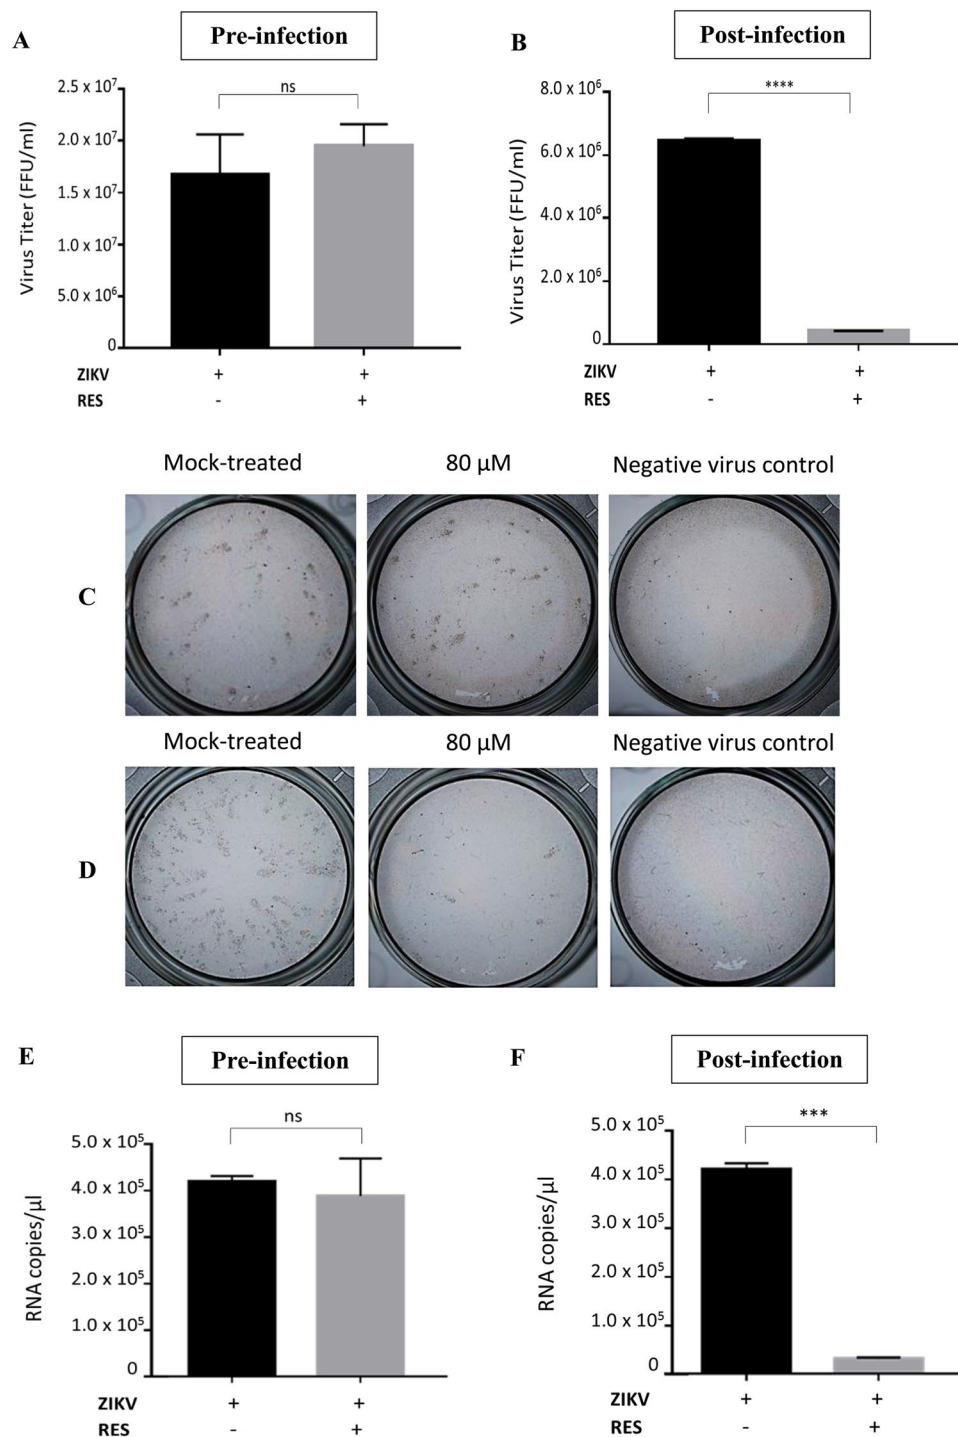 A
Pre-infection
ns
2.5 x 10⁷
2.0 x 10⁷
1.5 x 10⁷
1.0 x 10⁷
5.0 x 10⁶
0
Virus Titer (FFU/ml)
ZIKV + +
RES - +
B
Post-infection
****
8.0 x 10⁶
6.0 x 10⁶
4.0 x 10⁶
2.0 x 10⁶
0
Virus Titer (FFU/ml)
ZIKV + +
RES - +
Mock-treated 80 µM Negative virus control
C
Mock-treated 80 µM Negative virus control
D
E
Pre-infection
ns
5.0 x 10⁵
4.0 x 10⁵
3.0 x 10⁵
2.0 x 10⁵
1.0 x 10⁵
0
RNA copies/µl
ZIKV + +
RES - +
F
Post-infection
***
5.0 x 10⁵
4.0 x 10⁵
3.0 x 10⁵
2.0 x 10⁵
1.0 x 10⁵
0
RNA copies/µl
ZIKV + +
RES - +